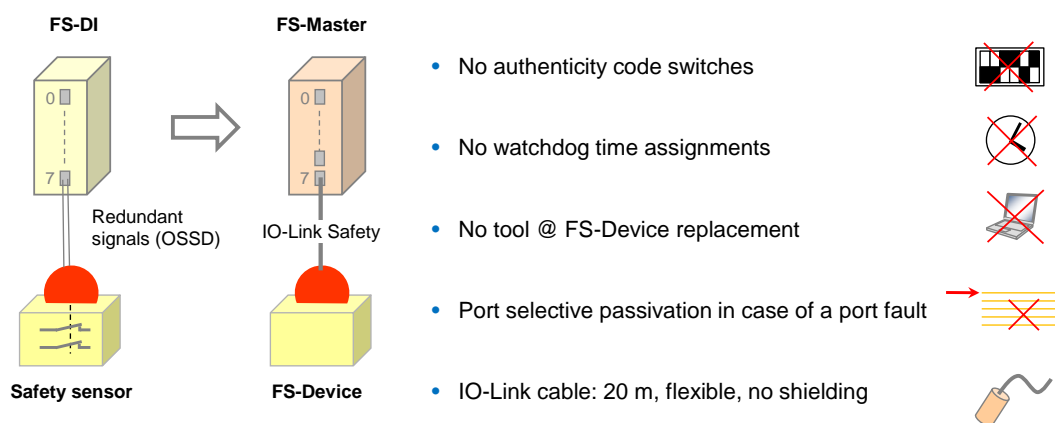 FS-DI
FS-Master
0
7
0
7
Redundant
signals (OSSD)
IO-Link Safety
Safety sensor
FS-Device
• No authenticity code switches
• No watchdog time assignments
• No tool @ FS-Device replacement
• Port selective passivation in case of a port fault
• IO-Link cable: 20 m, flexible, no shielding